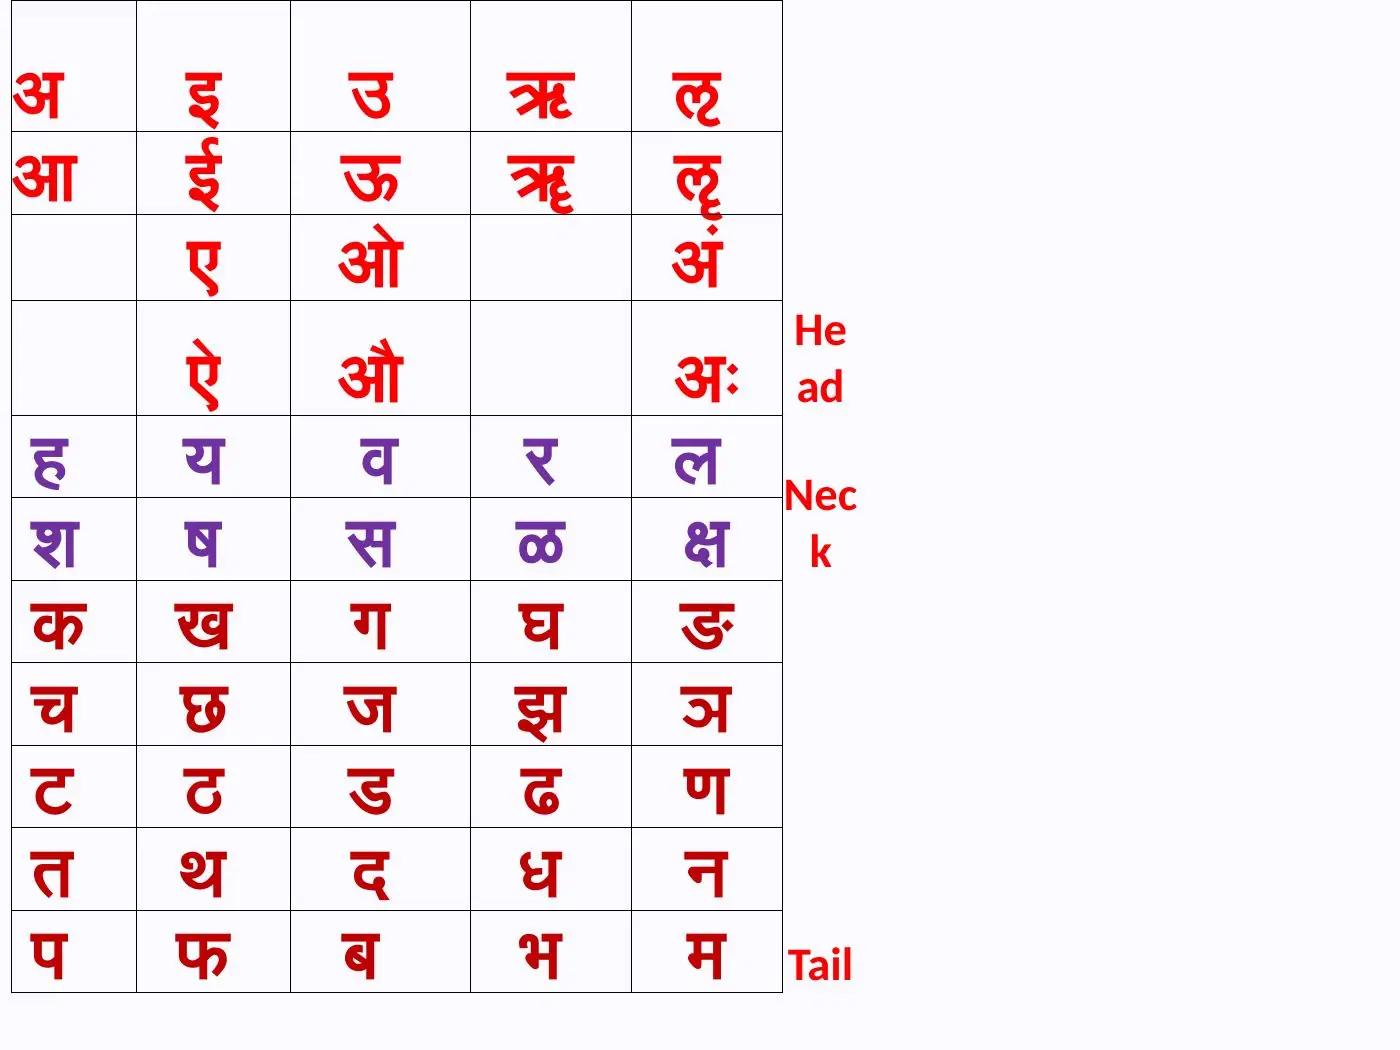 अ इ उ ऋ ऌ
आ ई ऊ ॠ ॡ
ए ओ अं
ऐ औ अः
He
ad
ह य व र ल
Nec
k
श ष स ळ क्ष
क ख ग घ ङ
च छ ज झ ञ
ट ठ ड ढ ण
त थ द ध न
प फ ब भ म
Tail